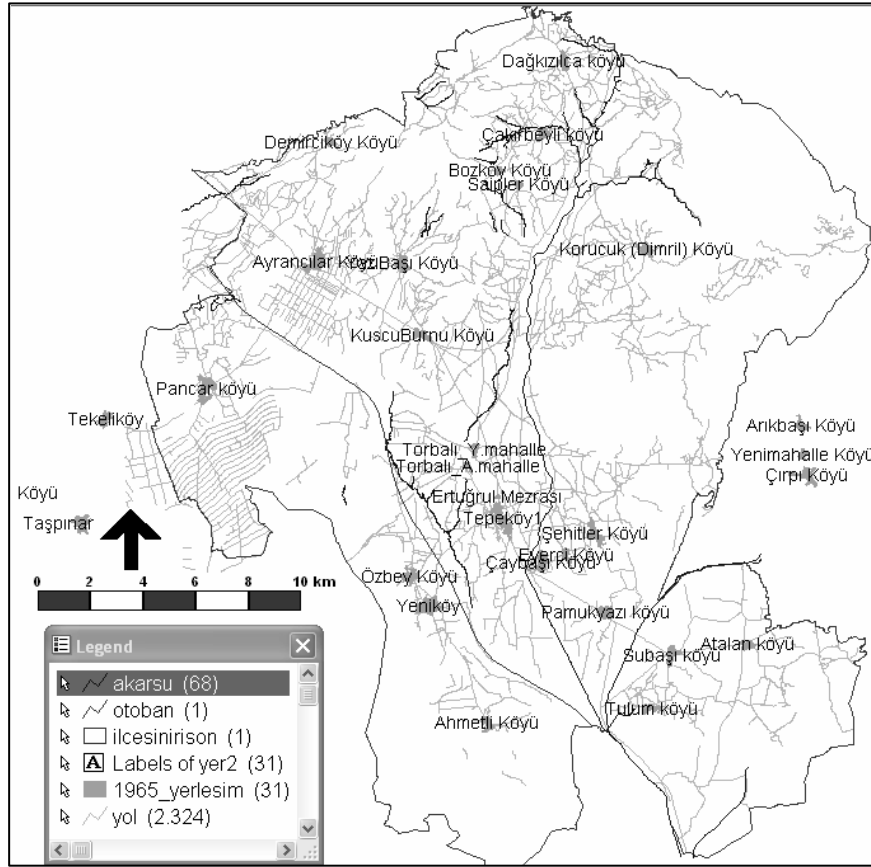 Dağkızılca köyü
Çakırbeyli köyü
Demirciköy Köyü
Bozköy Köyü
Saipler Köyü
Korucuk (Dimril) Köyü
Ayrancılar Köyü
Başı Köyü
KuscuBurnu Köyü
Pancar köyü
Tekeliköy
Arıkbaşı Köyü
Torbalı_Y.mahalle
Yenimahalle Köyü
Torbalı_A.mahalle
Çırpı Köyü
Köyü
Ertuğrul Mezrası
Taşpınar
Tepeköy1
Şehitler Köyü
Eyerci Köyü
Çaybaşı Köyü
Özbey Köyü
0 2 4 6 8 10 km
Yeniköy
Pamukyazı köyü
Atalan köyü
Subaşı köyü
Tulum köyü
Ahmetli Köyü
Legend
akarsu (68)
otoban (1)
ilcesinirison (1)
A Labels of yer2 (31)
1965_yerlesim (31)
yol (2.324)